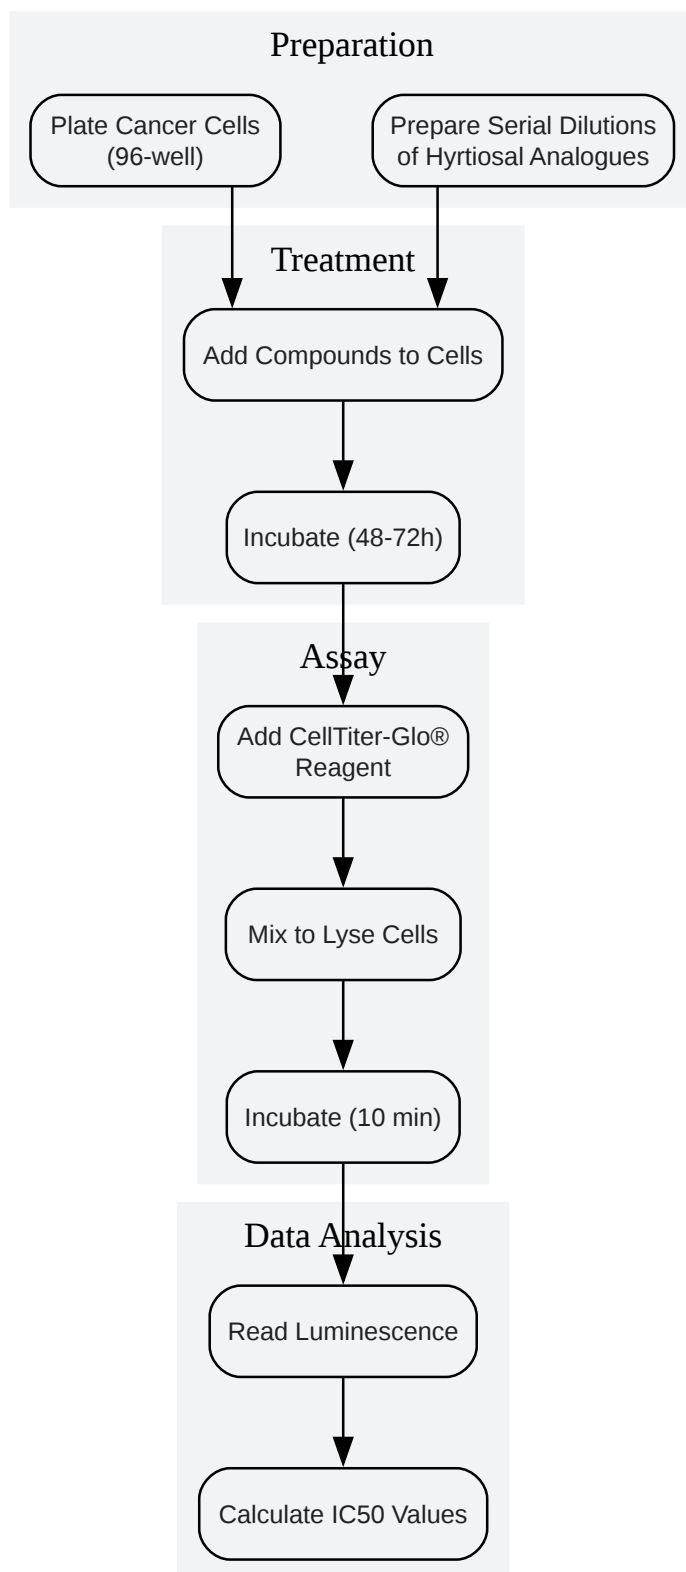 Preparation
Plate Cancer Cells
(96-well)
Prepare Serial Dilutions
of Hyrtiosal Analogues
Treatment
Add Compounds to Cells
Incubate (48-72h)
Assay
Add CellTiter-Glo®
Reagent
Mix to Lyse Cells
Incubate (10 min)
Data Analysis
Read Luminescence
Calculate IC50 Values